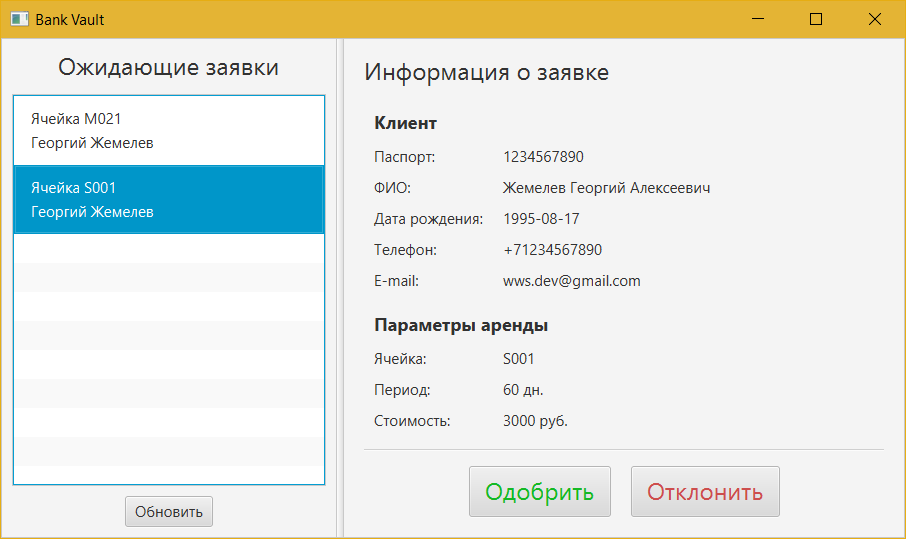 Bank Vault
Ожидающие заявки
Ячейка M021
Георгий Жемелев
Ячейка S001
Георгий Жемелев
Обновить
Информация о заявке
Клиент
Паспорт: 1234567890
ФИО: Жемелев Георгий Алексеевич
Дата рождения: 1995-08-17
Телефон: +71234567890
E-mail: wws.dev@gmail.com
Параметры аренды
Ячейка: S001
Период: 60 дн.
Стоимость: 3000 руб.
Одобрить Отклонить